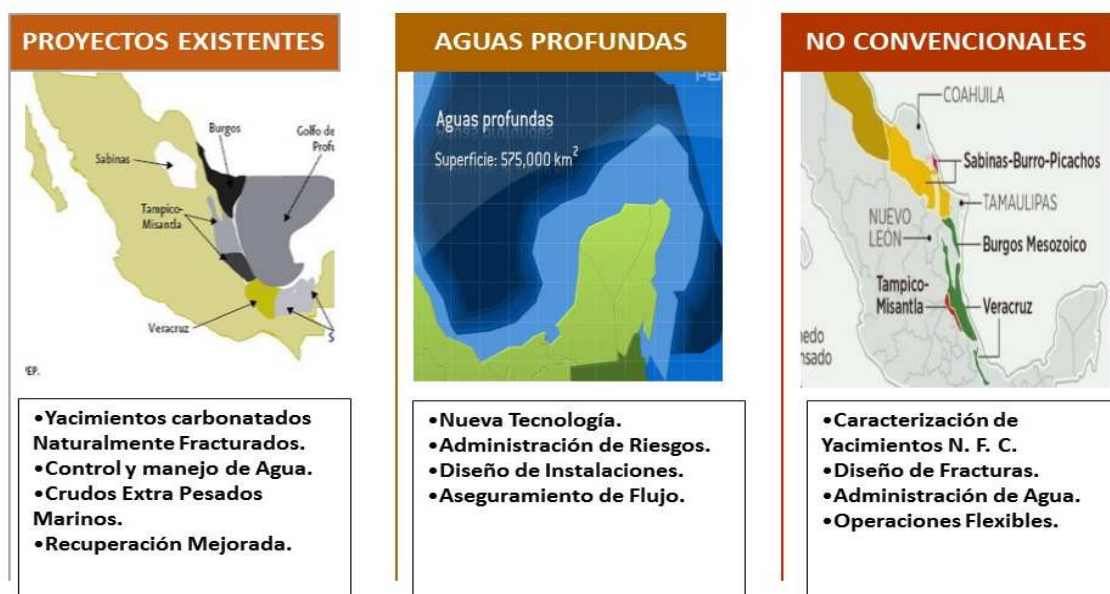 PROYECTOS EXISTENTES
Burgos
Golfo de
Sabinas
Tampico-
Misantla
Veracruz
•Yacimientos carbonatados
Naturalmente Fracturados.
•Control y manejo de Agua.
•Crudos Extra Pesados
Marinos.
•Recuperación Mejorada.
AGUAS PROFUNDAS
Aguas profundas
Superficie: 575,000 km²
•Nueva Tecnología.
•Administración de Riesgos.
•Diseño de Instalaciones.
•Aseguramiento de Flujo.
NO CONVENCIONALES
COAHUILA
Sabinas-Burro-Picachos
TAMAULIPAS
NUEVO
LEÓN
Burgos Mesozoico
Tampico-
Misantla
Veracruz
•Caracterización de
Yacimientos N. F. C.
•Diseño de Fracturas.
•Administración de Agua.
•Operaciones Flexibles.